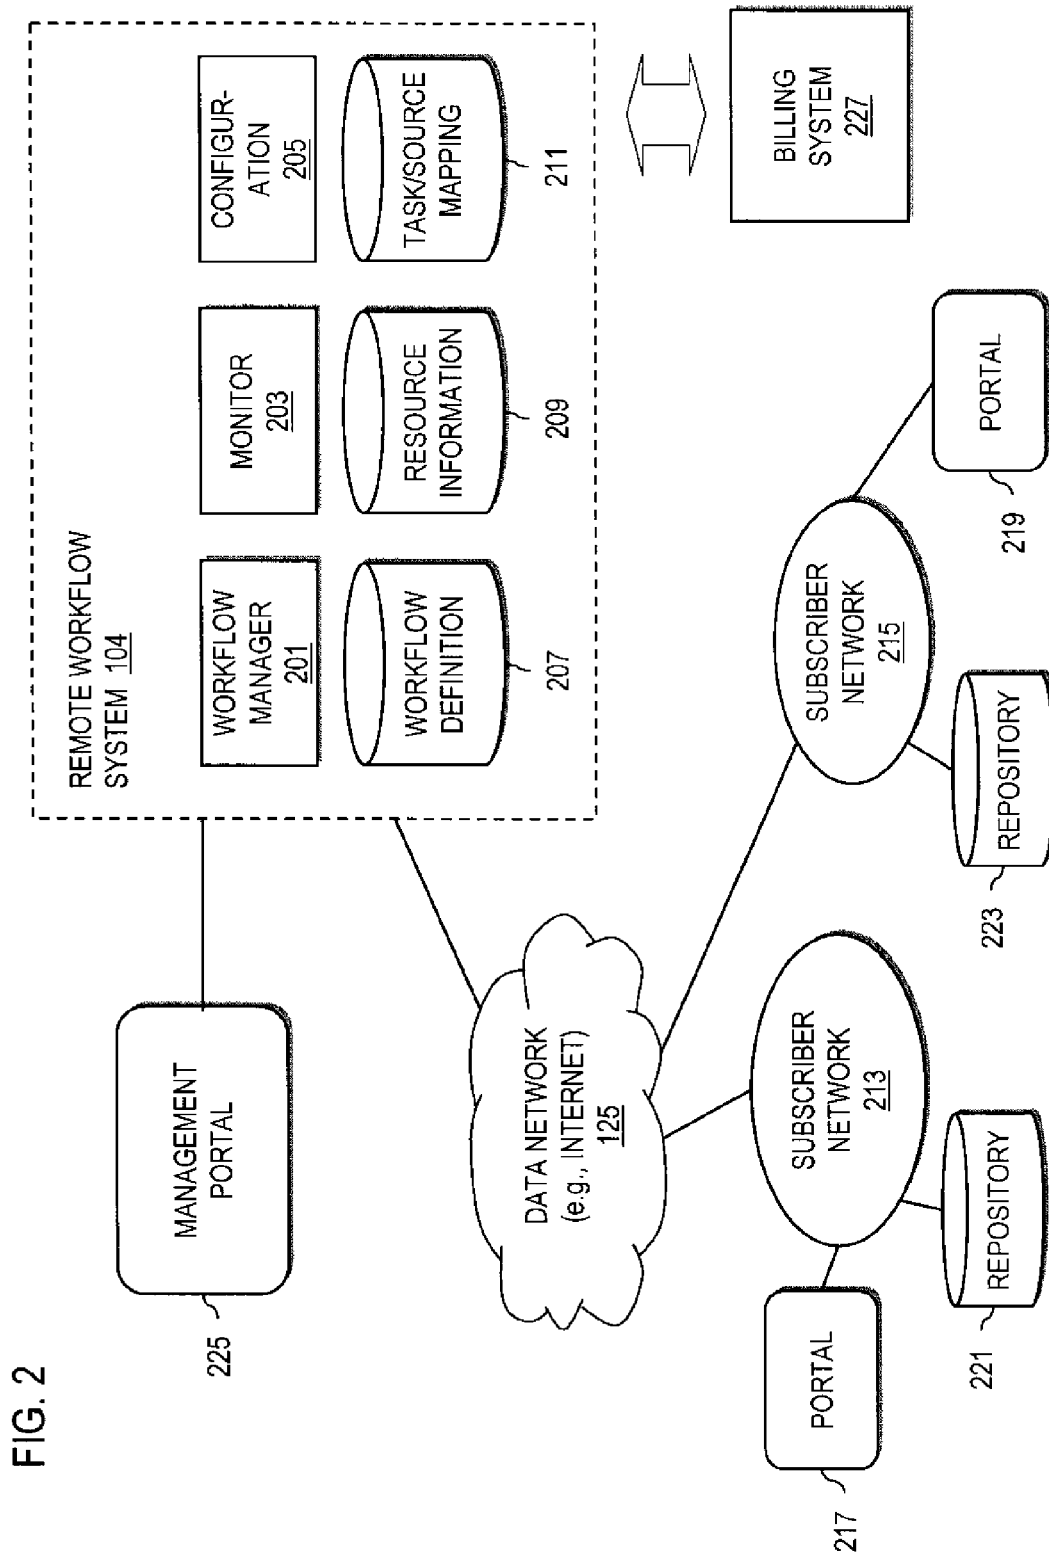 FIG. 2
225
MANAGEMENT
PORTAL
REMOTE WORKFLOW
SYSTEM 104
WORKFLOW
MANAGER
201
MONITOR
203
CONFIGUR-
ATION
205
WORKFLOW
DEFINITION
207
RESOURCE
INFORMATION
209
TASK/SOURCE
MAPPING
211
DATA NETWORK
(e.g., INTERNET)
125
BILLING
SYSTEM
227
217
PORTAL
SUBSCRIBER
NETWORK
213
221
REPOSITORY
SUBSCRIBER
NETWORK
215
223
REPOSITORY
219
PORTAL